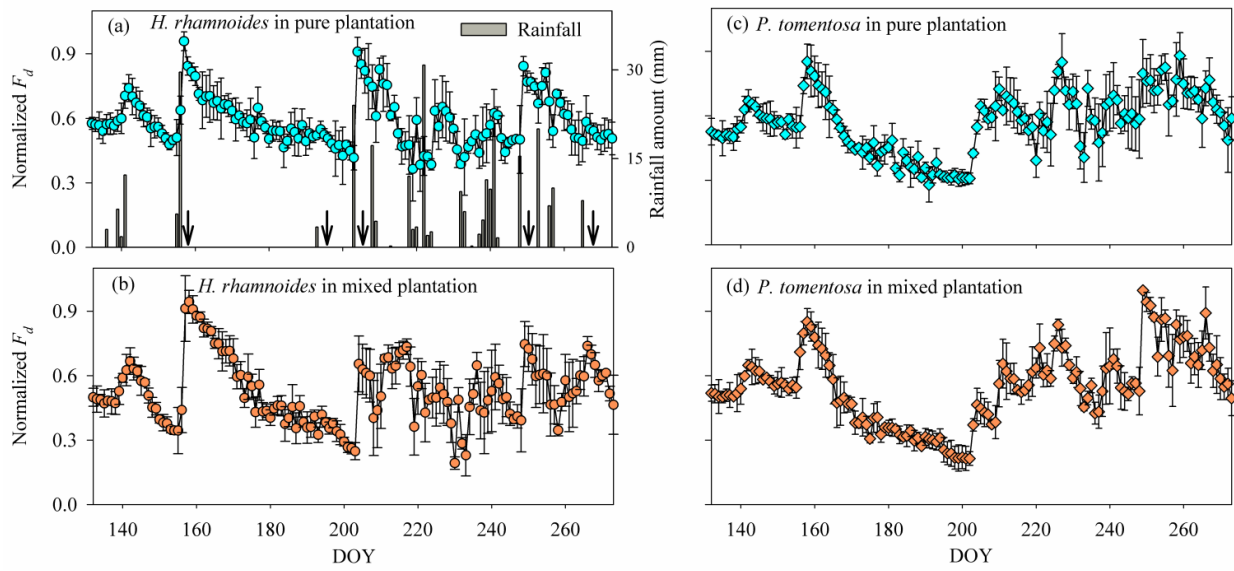 (a) H. rhamnoides in pure plantation
Rainfall
0.9
0.6
0.3
0.0
Normalized Fd
30
15
0
Rainfall amount (mm)
(c) P. tomentosa in pure plantation
(b) H. rhamnoides in mixed plantation
0.9
0.6
0.3
0.0
Normalized Fd
140 160 180 200 220 240 260
DOY
(d) P. tomentosa in mixed plantation
140 160 180 200 220 240 260
DOY